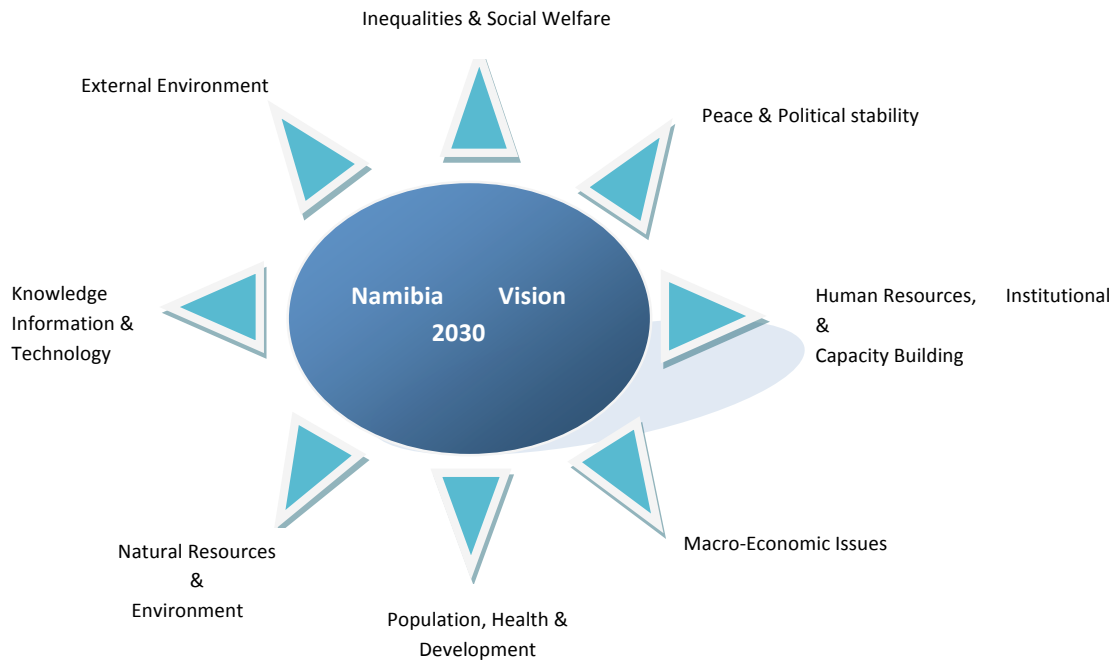 Inequalities & Social Welfare
External Environment
Peace & Political stability
Namibia Vision
2030
Knowledge
Information &
Technology
Human Resources, Institutional
&
Capacity Building
Natural Resources
&
Environment
Macro-Economic Issues
Population, Health &
Development